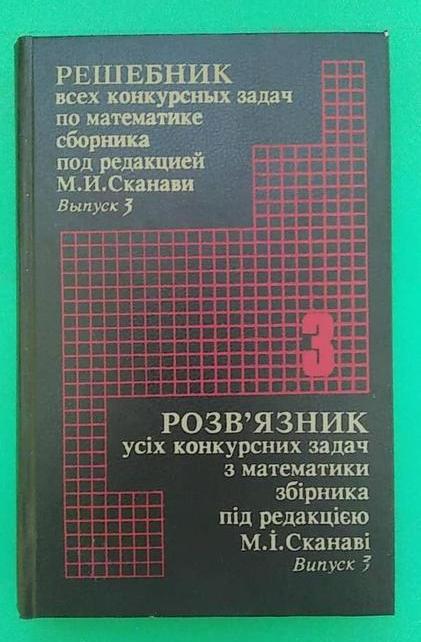 РЕШЕБНИК
всех конкурсных задач
по математике
сборника
под редакцией
М.И.Сканави
Выпуск 3
3
РОЗВ'ЯЗНИК
усіх конкурсних задач
з математики
збірника
під редакцією
М.І.Сканаві
Випуск 3